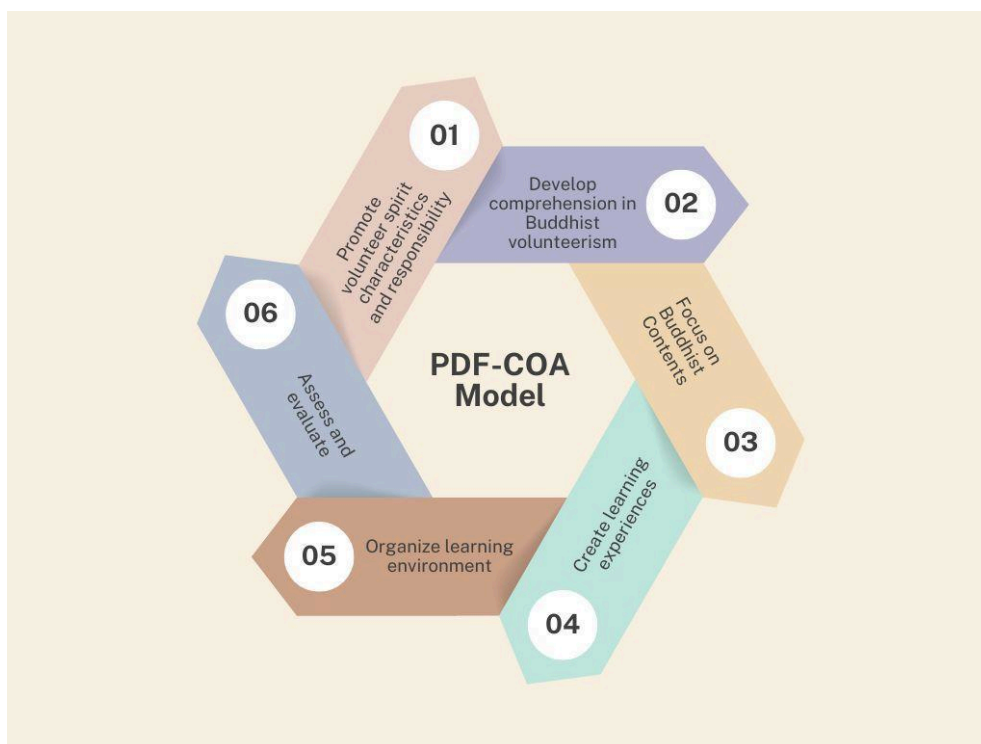 01
Promote
volunteer spirit
characteristics
and responsibility
02
Develop
comprehension in
Buddhist
volunteerism
03
Focus on
Buddhist
Contents
04
Create learning
experiences
05
Organize learning
environment
06
Assess and
evaluate
PDF-COA
Model